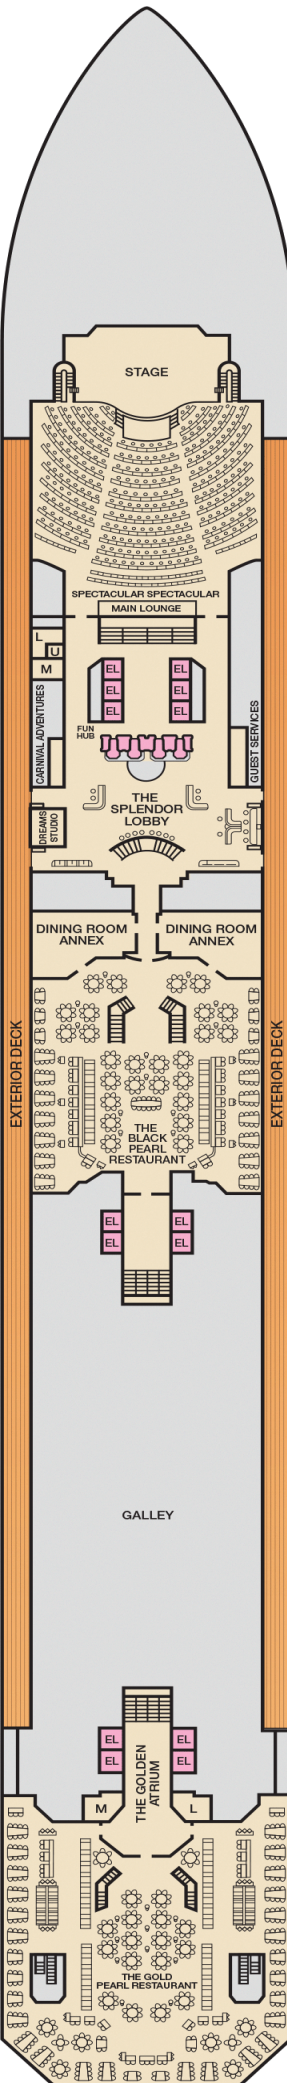 STAGE
SPECTACULAR SPECTACULAR
MAIN LOUNGE
L
U
M
EL
EL
EL
EL
EL
EL
CARNIVAL ADVENTURES
FUN
HUB
GUEST SERVICES
THE
SPLENDOR
LOBBY
DREAMS
STUDIO
DINING ROOM
ANNEX
DINING ROOM
ANNEX
EXTERIOR DECK
EXTERIOR DECK
THE
BLACK
PEARL
RESTAURANT
EL
EL
EL
EL
GALLEY
EL
EL
EL
EL
THE GOLDEN
ATRIUM
M
L
THE GOLD
PEARL RESTAURANT